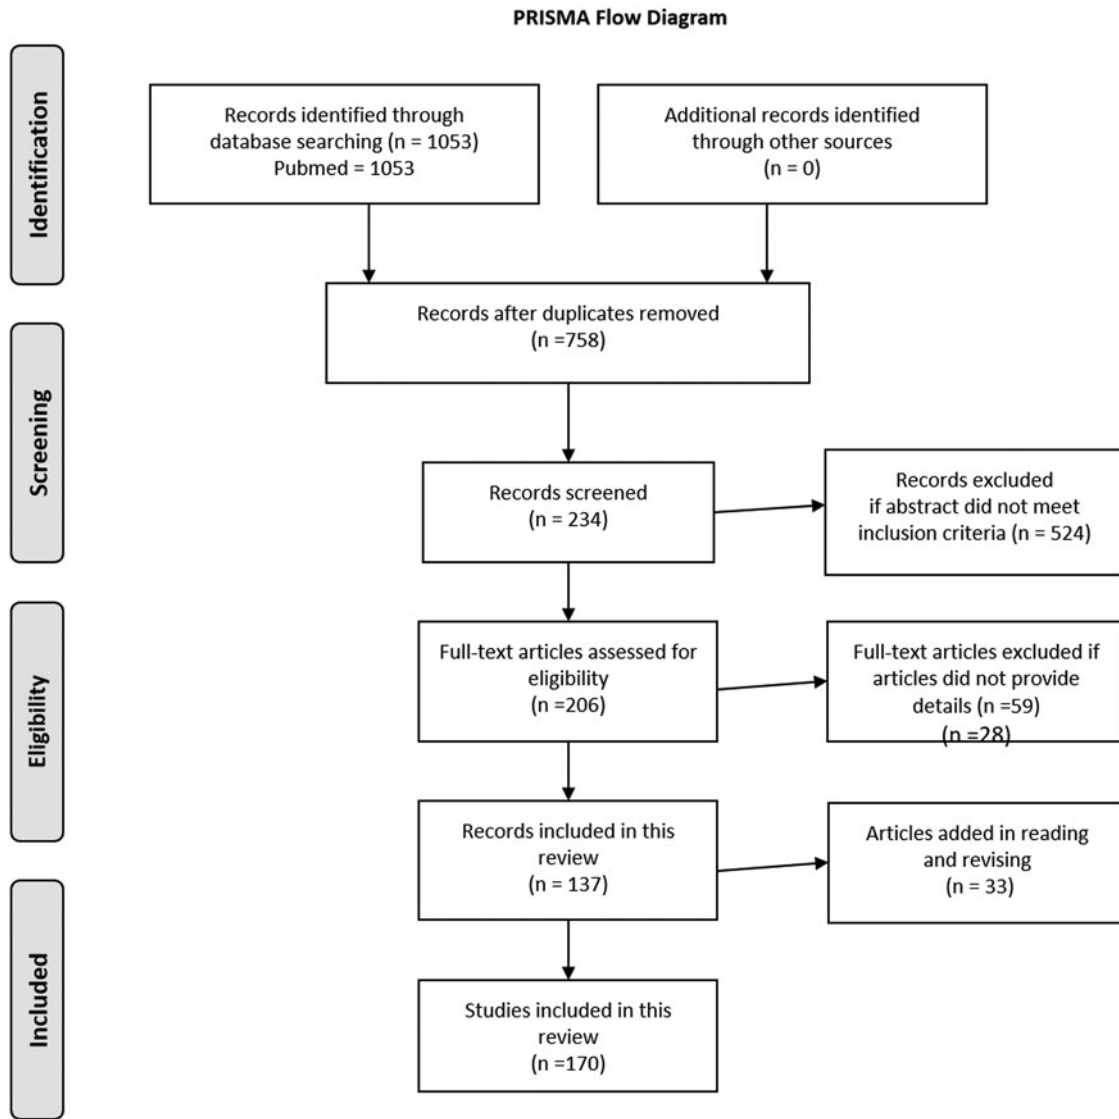 PRISMA Flow Diagram
Identification
Records identified through
database searching (n = 1053)
Pubmed = 1053
Additional records identified
through other sources
(n = 0)
Records after duplicates removed
(n =758)
Screening
Records screened
(n = 234)
Records excluded
if abstract did not meet
inclusion criteria (n = 524)
Eligibility
Full-text articles assessed for
eligibility
(n =206)
Full-text articles excluded if
articles did not provide
details (n =59)
(n =28)
Records included in this
review
(n = 137)
Articles added in reading
and revising
(n = 33)
Included
Studies included in this
review
(n =170)